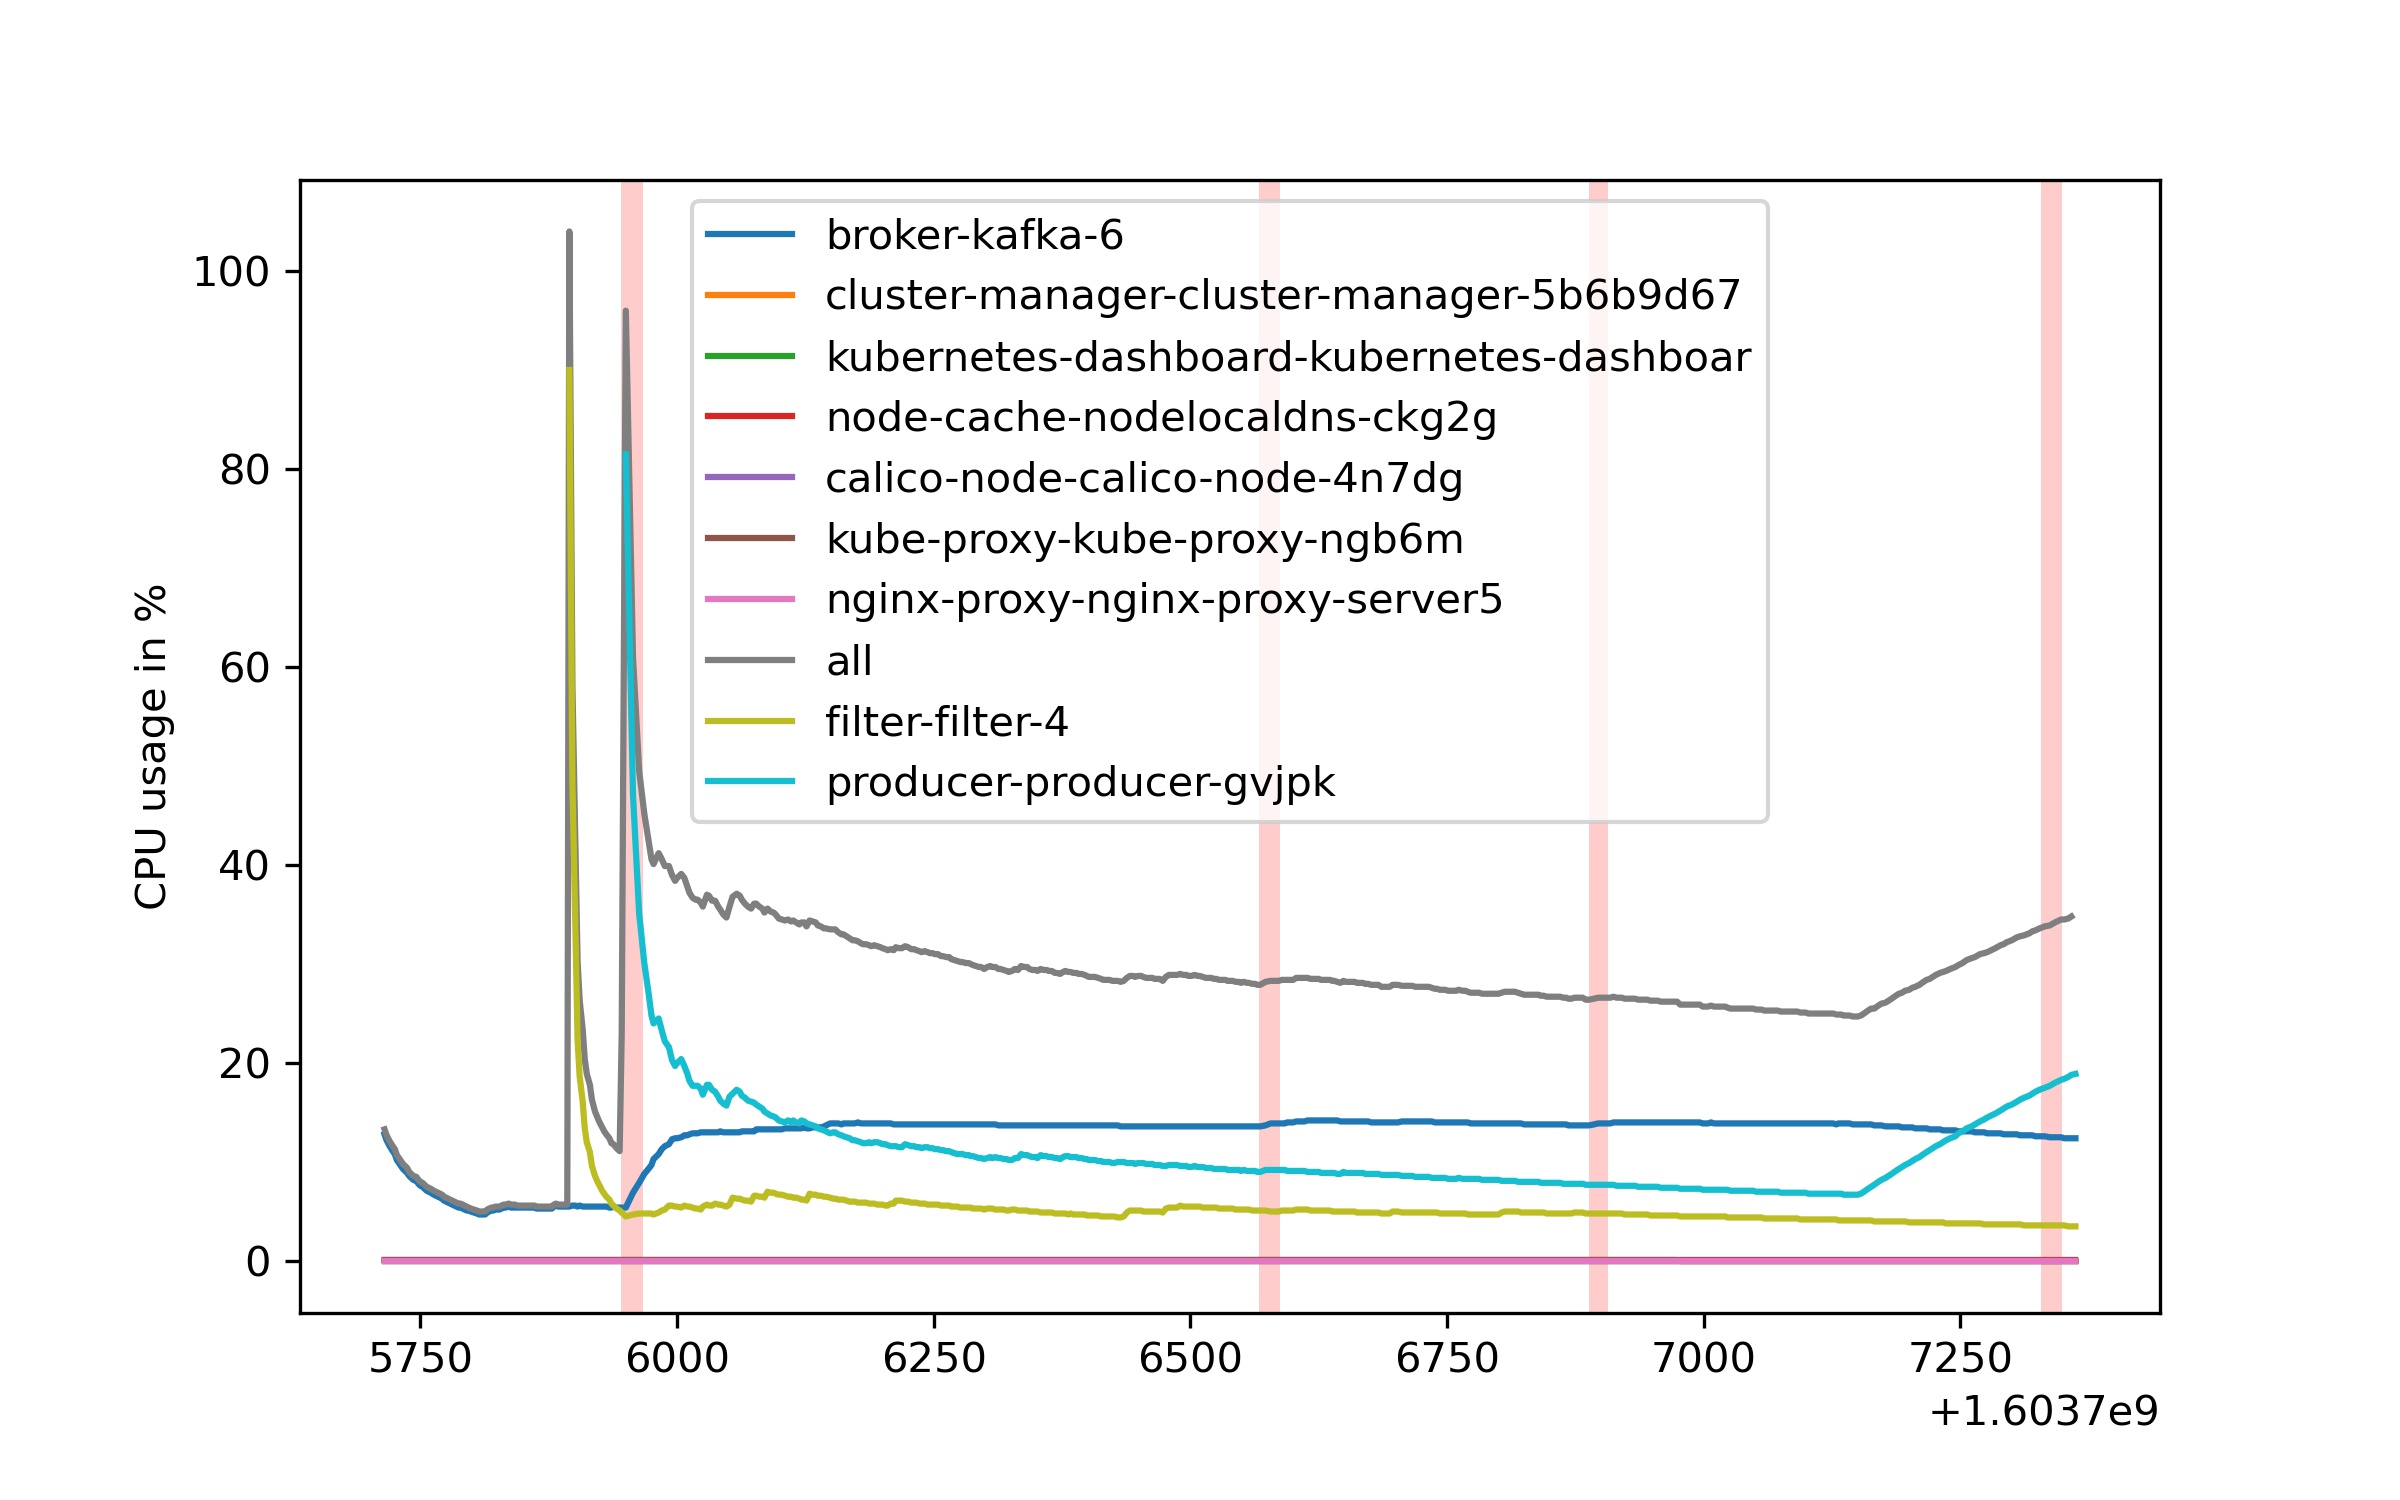 broker-kafka-6
cluster-manager-cluster-manager-5b6b9d67
kubernetes-dashboard-kubernetes-dashboar
node-cache-nodelocaldns-ckg2g
calico-node-calico-node-4n7dg
kube-proxy-kube-proxy-ngb6m
nginx-proxy-nginx-proxy-server5
all
filter-filter-4
producer-producer-gvjpk
CPU usage in %
100
80
60
40
20
0
5750 6000 6250 6500 6750 7000 7250
+1.6037e9